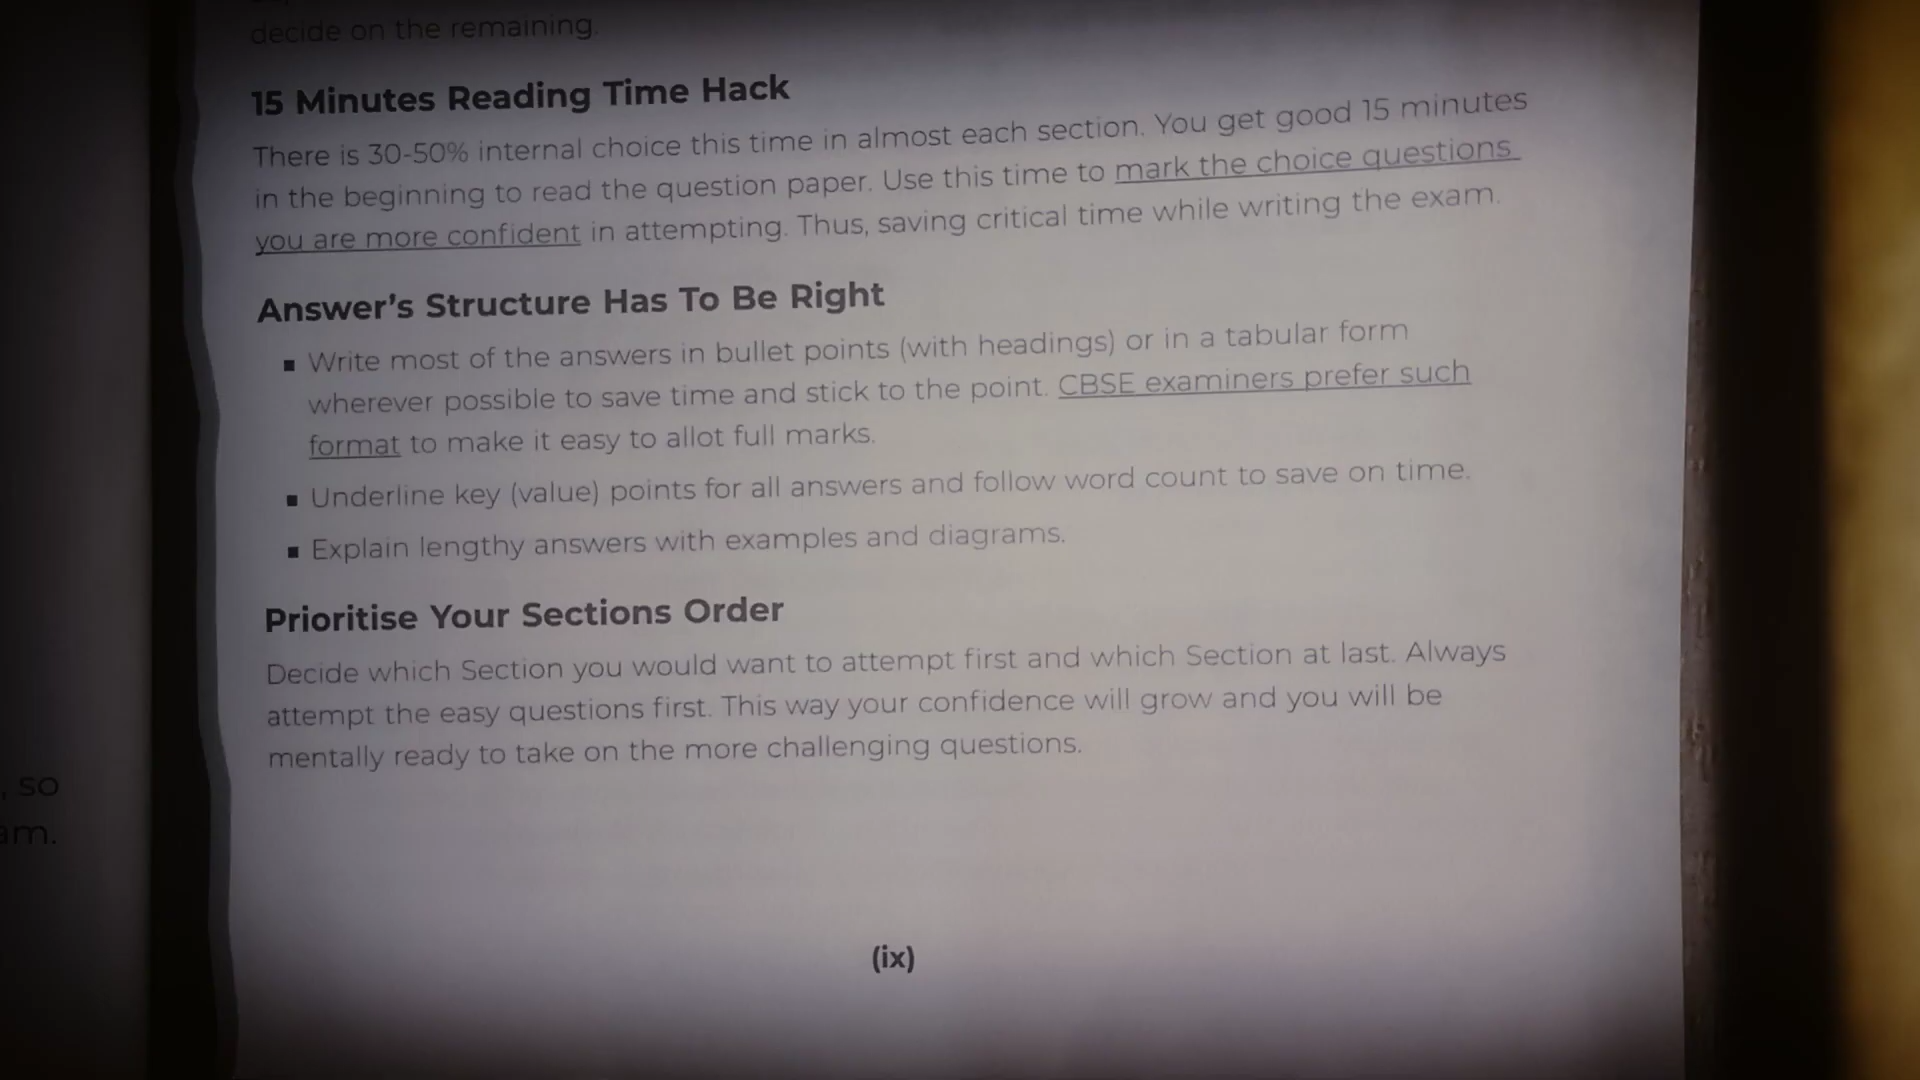 decide on the remaining.
15 Minutes Reading Time Hack
There is 30-50% internal choice this time in almost each section. You get good 15 minutes
in the beginning to read the question paper. Use this time to mark the choice questions
you are more confident in attempting. Thus, saving critical time while writing the exam.
Answer's Structure Has To Be Right
▪ Write most of the answers in bullet points (with headings) or in a tabular form
wherever possible to save time and stick to the point. CBSE examiners prefer such
format to make it easy to allot full marks.
▪ Underline key (value) points for all answers and follow word count to save on time.
▪ Explain lengthy answers with examples and diagrams.
Prioritise Your Sections Order
Decide which Section you would want to attempt first and which Section at last. Always
attempt the easy questions first. This way your confidence will grow and you will be
mentally ready to take on the more challenging questions.
, so
am.
(ix)